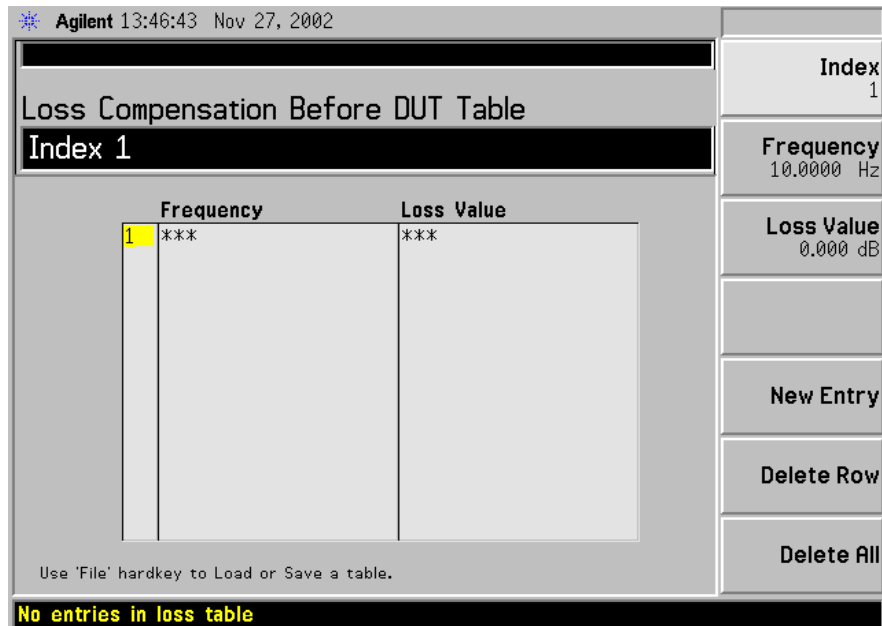 Agilent 13:46:43 Nov 27, 2002
Loss Compensation Before DUT Table
Index 1
Frequency Loss Value
1 *** ***
Use 'File' hardkey to Load or Save a table.
No entries in loss table
Index
1
Frequency
10.0000 Hz
Loss Value
0.000 dB
New Entry
Delete Row
Delete All